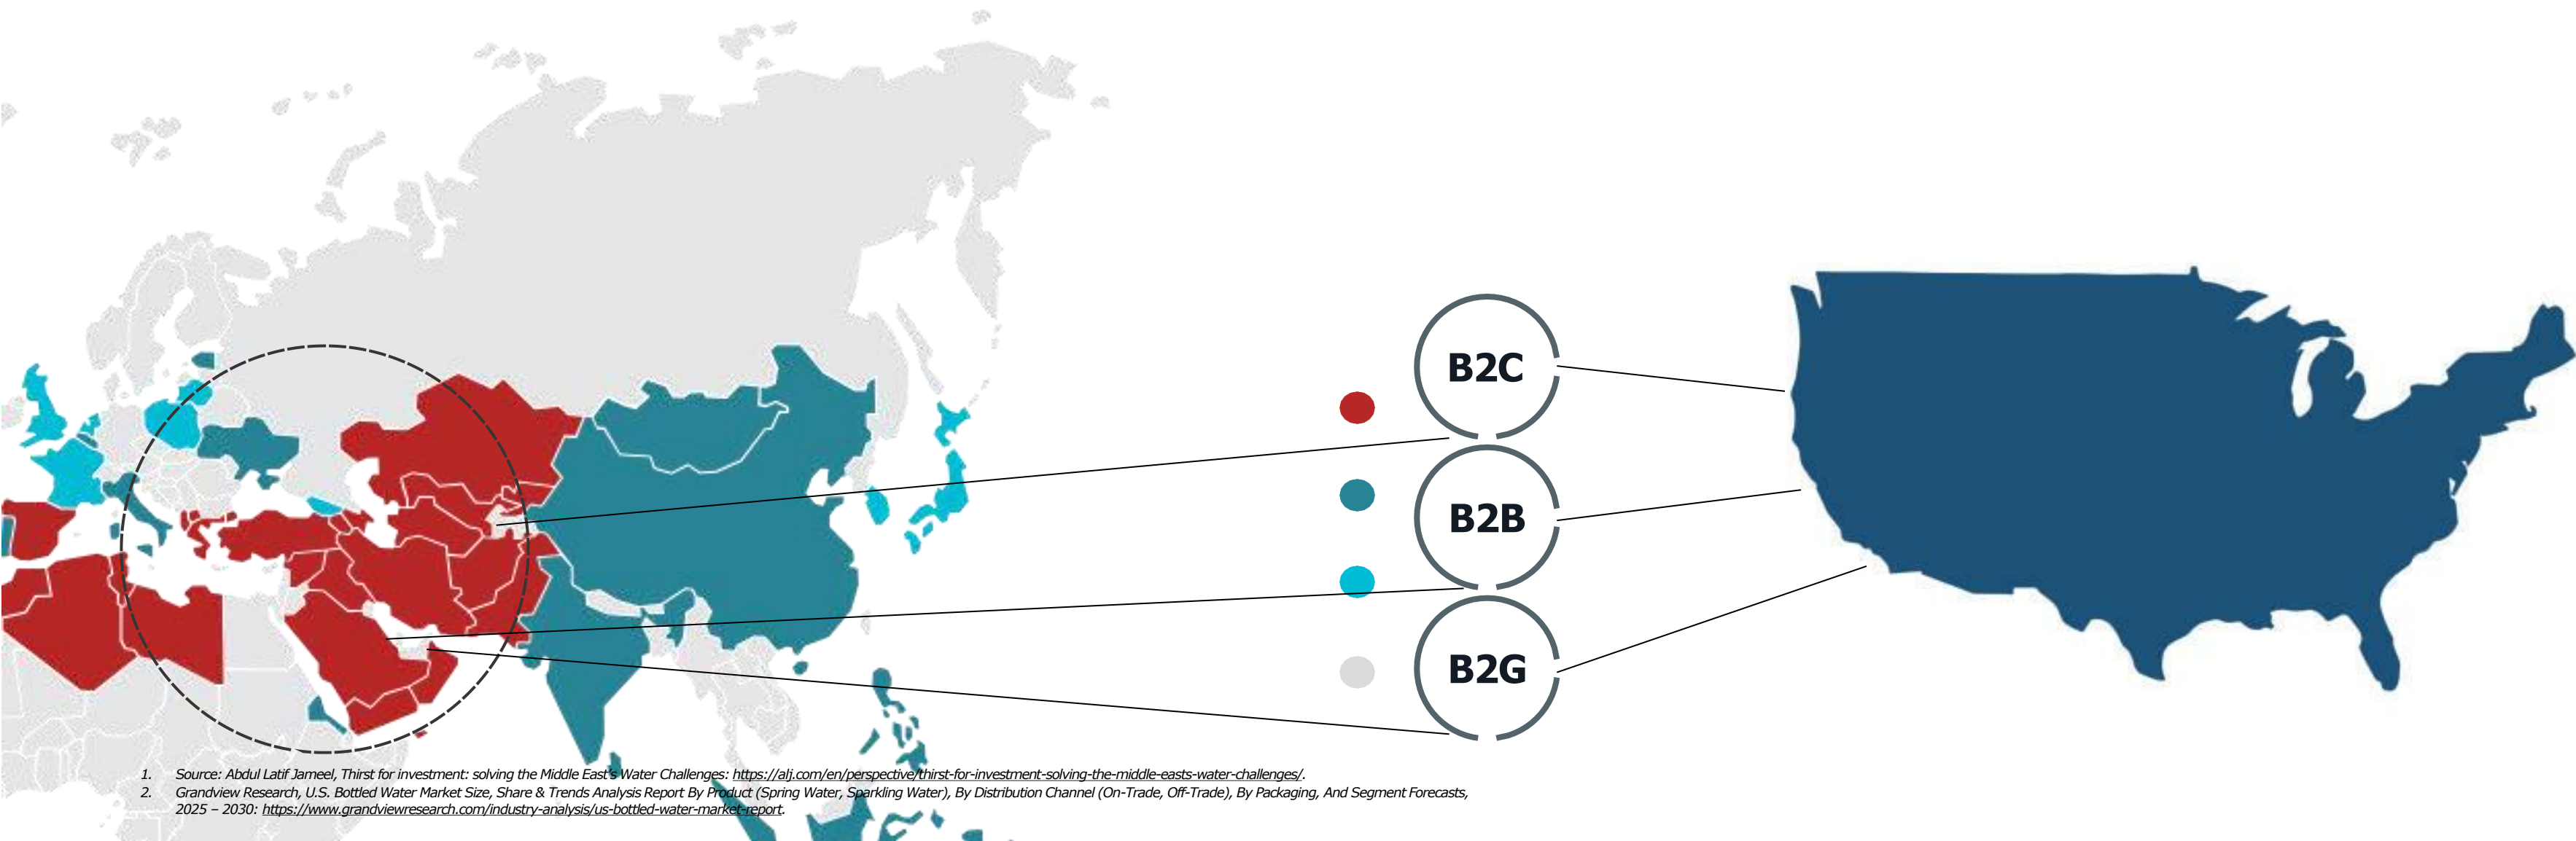 B2C
B2B
B2G
1. Source: Abdul Latif Jameel, Thirst for investment: solving the Middle East's Water Challenges: https://alj.com/en/perspective/thirst-for-investment-solving-the-middle-easts-water-challenges/.
2. Grandview Research, U.S. Bottled Water Market Size, Share & Trends Analysis Report By Product (Spring Water, Sparkling Water), By Distribution Channel (On-Trade, Off-Trade), By Packaging, And Segment Forecasts,
2025 – 2030: https://www.grandviewresearch.com/industry-analysis/us-bottled-water-market-report.